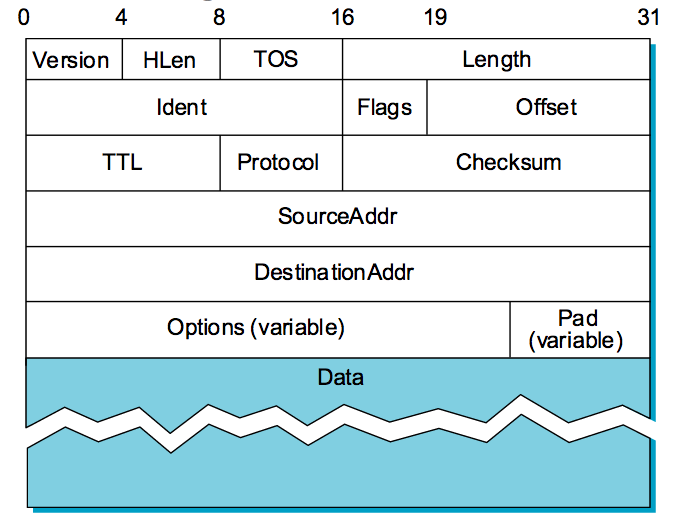 0 4 8 16 19 31
Version HLen TOS Length
Ident Flags Offset
TTL Protocol Checksum
SourceAddr
DestinationAddr
Options (variable) Pad
(variable)
Data